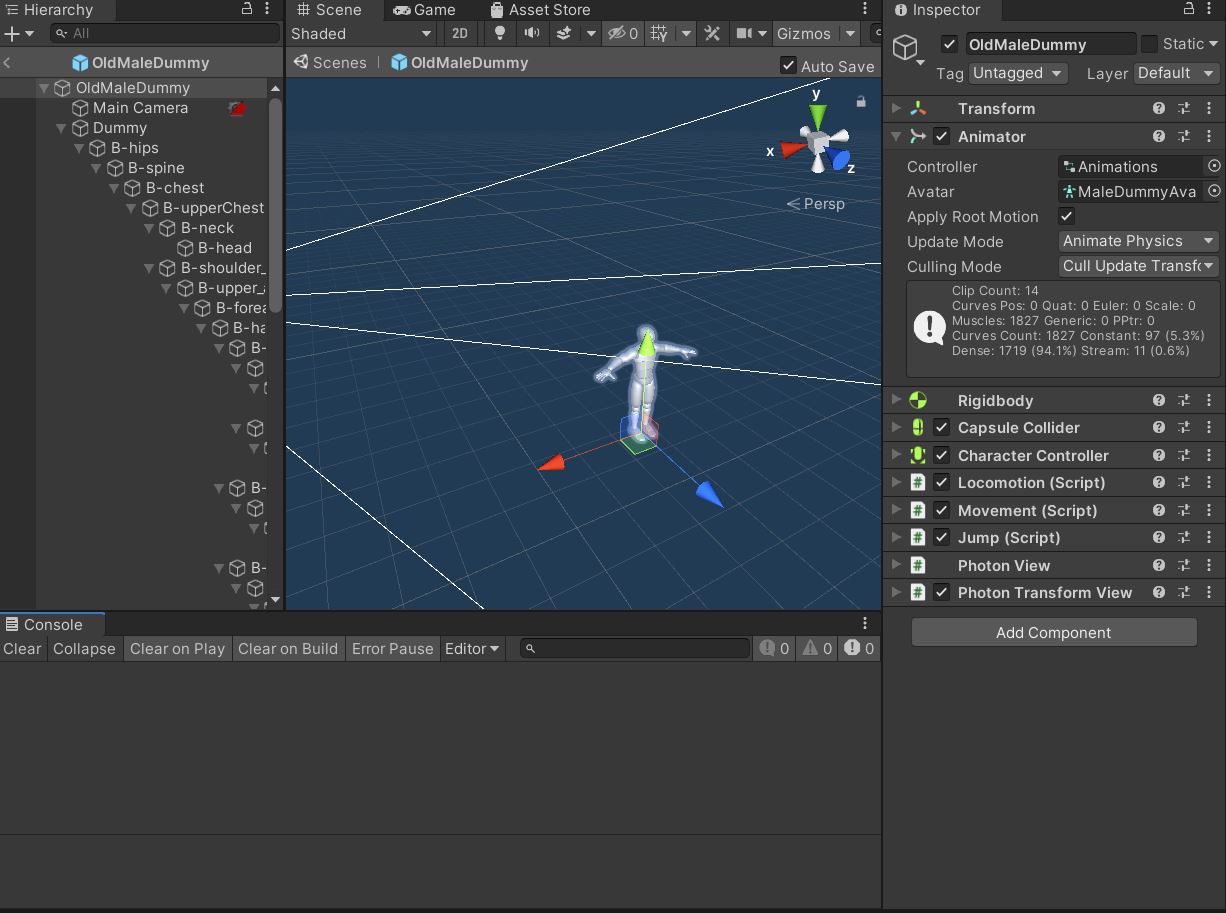 Hierarchy
All
OldMaleDummy
OldMaleDummy
Main Camera
Dummy
B-hips
B-spine
B-chest
B-upperChest
B-neck
B-head
B-shoulder_
B-upper_a
B-forea
B-ha
B-
B-
B-
Scene Game Asset Store
Shaded 2D 0 Gizmos
Scenes OldMaleDummy Auto Save
y
x
z
Persp
Console
Clear Collapse Clear on Play Clear on Build Error Pause Editor 0 0 0
Inspector
OldMaleDummy Static
Tag Untagged Layer Default
Transform
Animator
Controller Animations
Avatar MaleDummyAva
Apply Root Motion
Update Mode Animate Physics
Culling Mode Cull Update Transfo
Clip Count: 14
Curves Pos: 0 Quat: 0 Euler: 0 Scale: 0
Muscles: 1827 Generic: 0 PPtr: 0
Curves Count: 1827 Constant: 97 (5.3%)
Dense: 1719 (94.1%) Stream: 11 (0.6%)
Rigidbody
Capsule Collider
Character Controller
# Locomotion (Script)
# Movement (Script)
# Jump (Script)
# Photon View
# Photon Transform View
Add Component